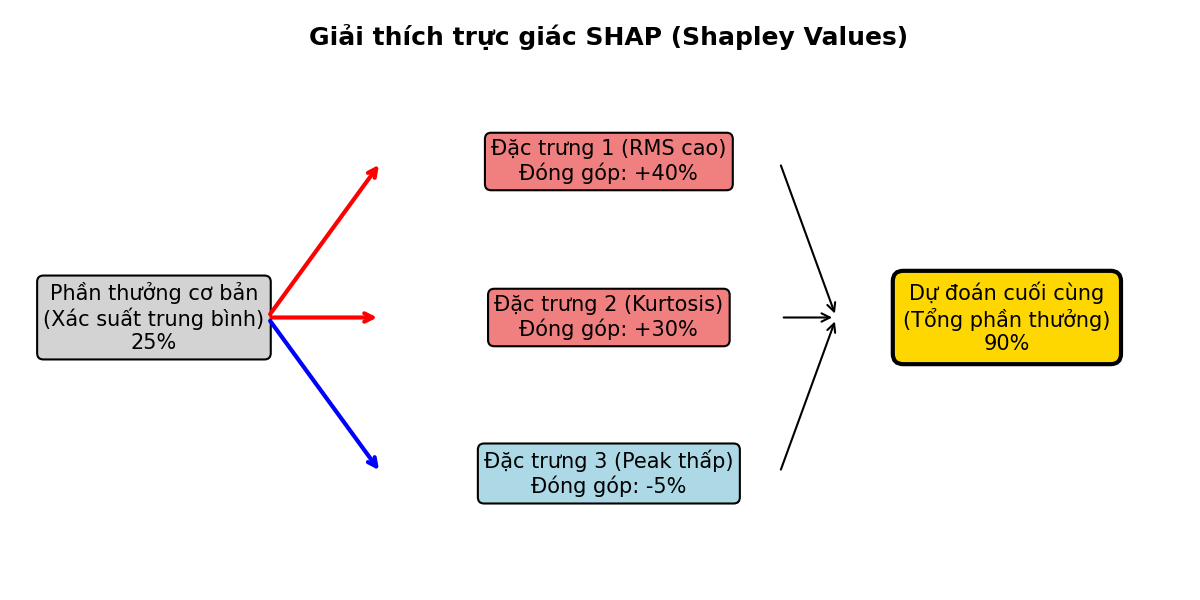 Giải thích trực giác SHAP (Shapley Values)
Phần thưởng cơ bản
(Xác suất trung bình)
25%
Đặc trưng 1 (RMS cao)
Đóng góp: +40%
Đặc trưng 2 (Kurtosis)
Đóng góp: +30%
Đặc trưng 3 (Peak thấp)
Đóng góp: -5%
Dự đoán cuối cùng
(Tổng phần thưởng)
90%